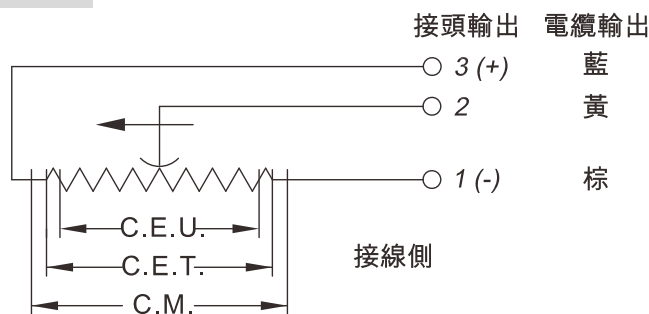 接頭輸出 電纜輸出
3 (+) 藍
2 黃
1 (-) 棕
C.E.U.
接線側
C.E.T.
C.M.